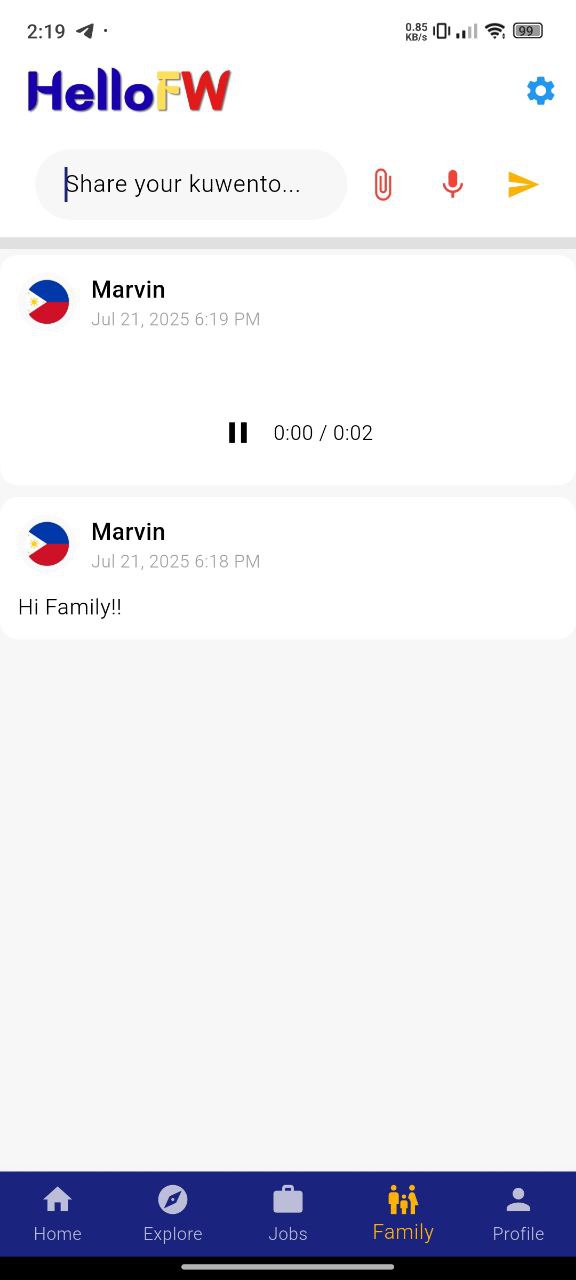 2:19
0.85
KB/s
99
HelloFW
Share your kuwento...
Marvin
Jul 21, 2025 6:19 PM
0:00 / 0:02
Marvin
Jul 21, 2025 6:18 PM
Hi Family!!
Home Explore Jobs Family Profile